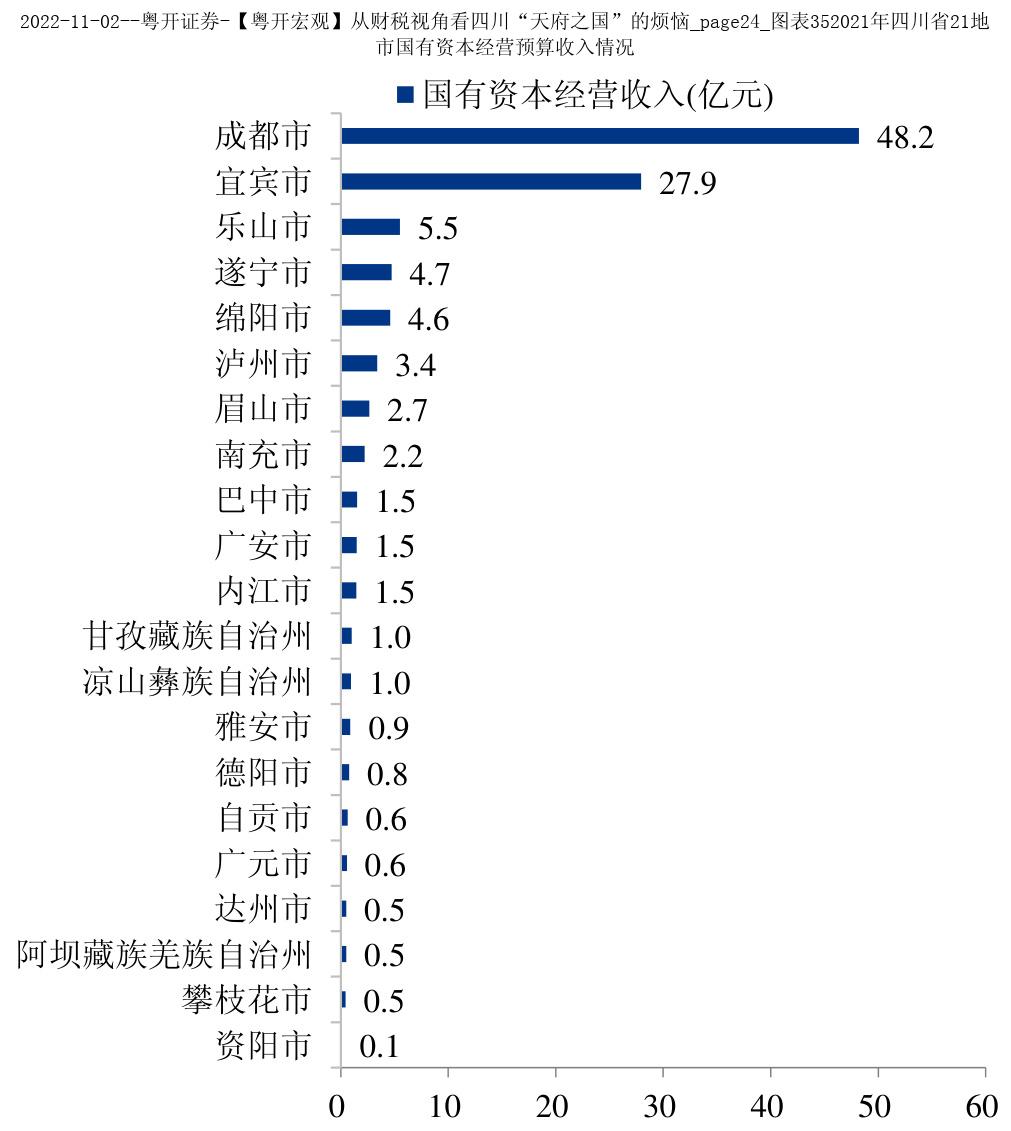 2022-11-02--粤开证券-【粤开宏观】从财税视角看四川“天府之国”的烦恼_page24_图表352021年四川省21地
市国有资本经营预算收入情况
国有资本经营收入(亿元)
成都市 48.2
宜宾市 27.9
乐山市 5.5
遂宁市 4.7
绵阳市 4.6
泸州市 3.4
眉山市 2.7
南充市 2.2
巴中市 1.5
广安市 1.5
内江市 1.5
甘孜藏族自治州 1.0
凉山彝族自治州 1.0
雅安市 0.9
德阳市 0.8
自贡市 0.6
广元市 0.6
达州市 0.5
阿坝藏族羌族自治州 0.5
攀枝花市 0.5
资阳市 0.1
0 10 20 30 40 50 60